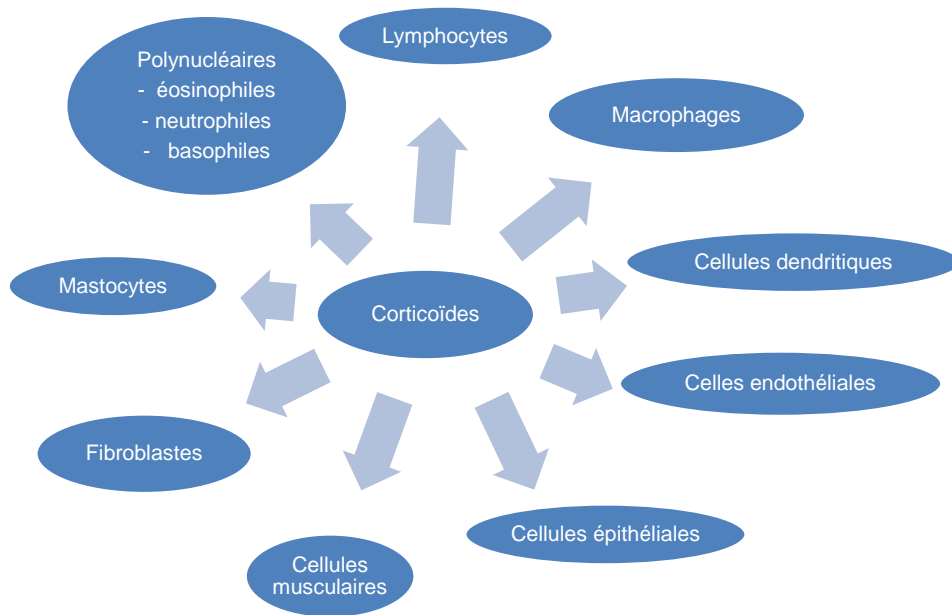 Lymphocytes
Polynucléaires
- éosinophiles
- neutrophiles
- basophiles
Macrophages
Cellules dendritiques
Mastocytes
Corticoïdes
Celles endothéliales
Fibroblastes
Cellules épithéliales
Cellules
musculaires